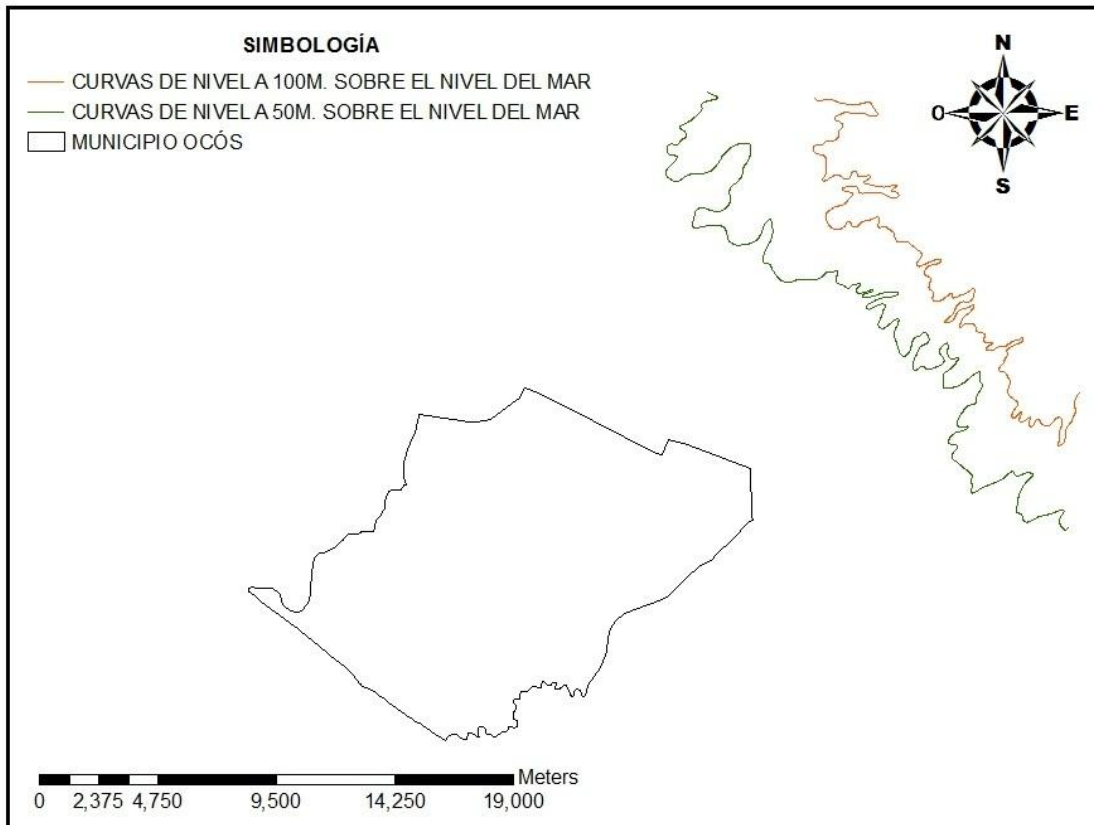 SIMBOLOGÍA
CURVAS DE NIVEL A 100M. SOBRE EL NIVEL DEL MAR
CURVAS DE NIVEL A 50M. SOBRE EL NIVEL DEL MAR
MUNICIPIO OCÓS
N
O E
S
Meters
0 2,375 4,750 9,500 14,250 19,000